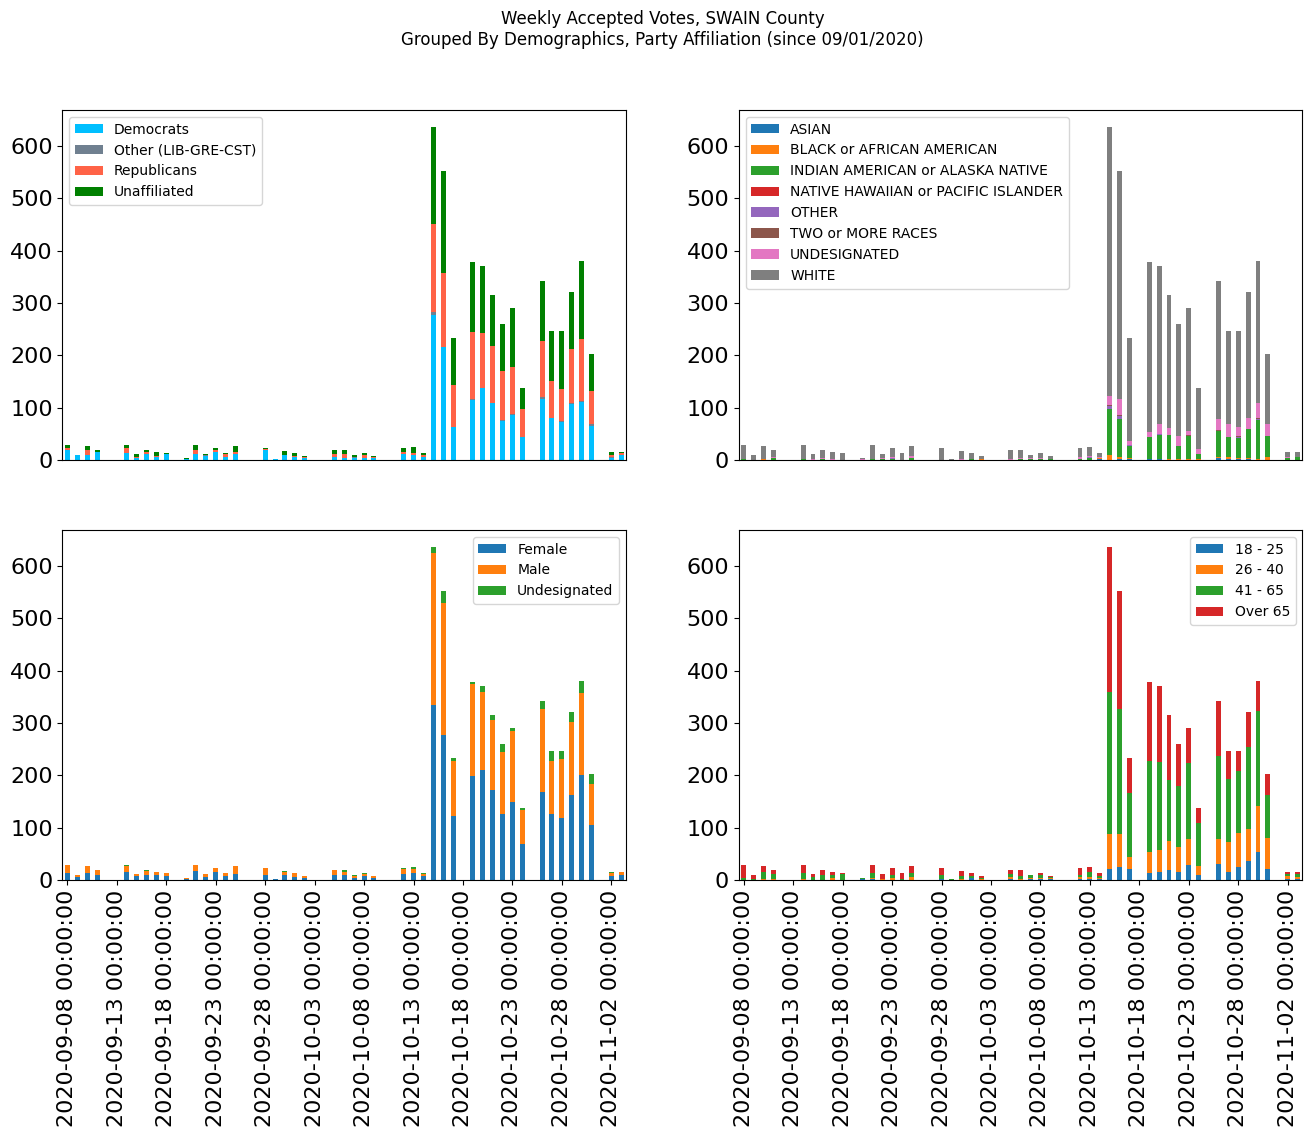 Weekly Accepted Votes, SWAIN County
Grouped By Demographics, Party Affiliation (since 09/01/2020)
600
500
400
300
200
100
0
Democrats
Other (LIB-GRE-CST)
Republicans
Unaffiliated
600
500
400
300
200
100
0
ASIAN
BLACK or AFRICAN AMERICAN
INDIAN AMERICAN or ALASKA NATIVE
NATIVE HAWAIIAN or PACIFIC ISLANDER
OTHER
TWO or MORE RACES
UNDESIGNATED
WHITE
600
500
400
300
200
100
0
Female
Male
Undesignated
2020-09-08 00:00:00
2020-09-13 00:00:00
2020-09-18 00:00:00
2020-09-23 00:00:00
2020-09-28 00:00:00
2020-10-03 00:00:00
2020-10-08 00:00:00
2020-10-13 00:00:00
2020-10-18 00:00:00
2020-10-23 00:00:00
2020-10-28 00:00:00
2020-11-02 00:00:00
600
500
400
300
200
100
0
18 - 25
26 - 40
41 - 65
Over 65
2020-09-08 00:00:00
2020-09-13 00:00:00
2020-09-18 00:00:00
2020-09-23 00:00:00
2020-09-28 00:00:00
2020-10-03 00:00:00
2020-10-08 00:00:00
2020-10-13 00:00:00
2020-10-18 00:00:00
2020-10-23 00:00:00
2020-10-28 00:00:00
2020-11-02 00:00:00